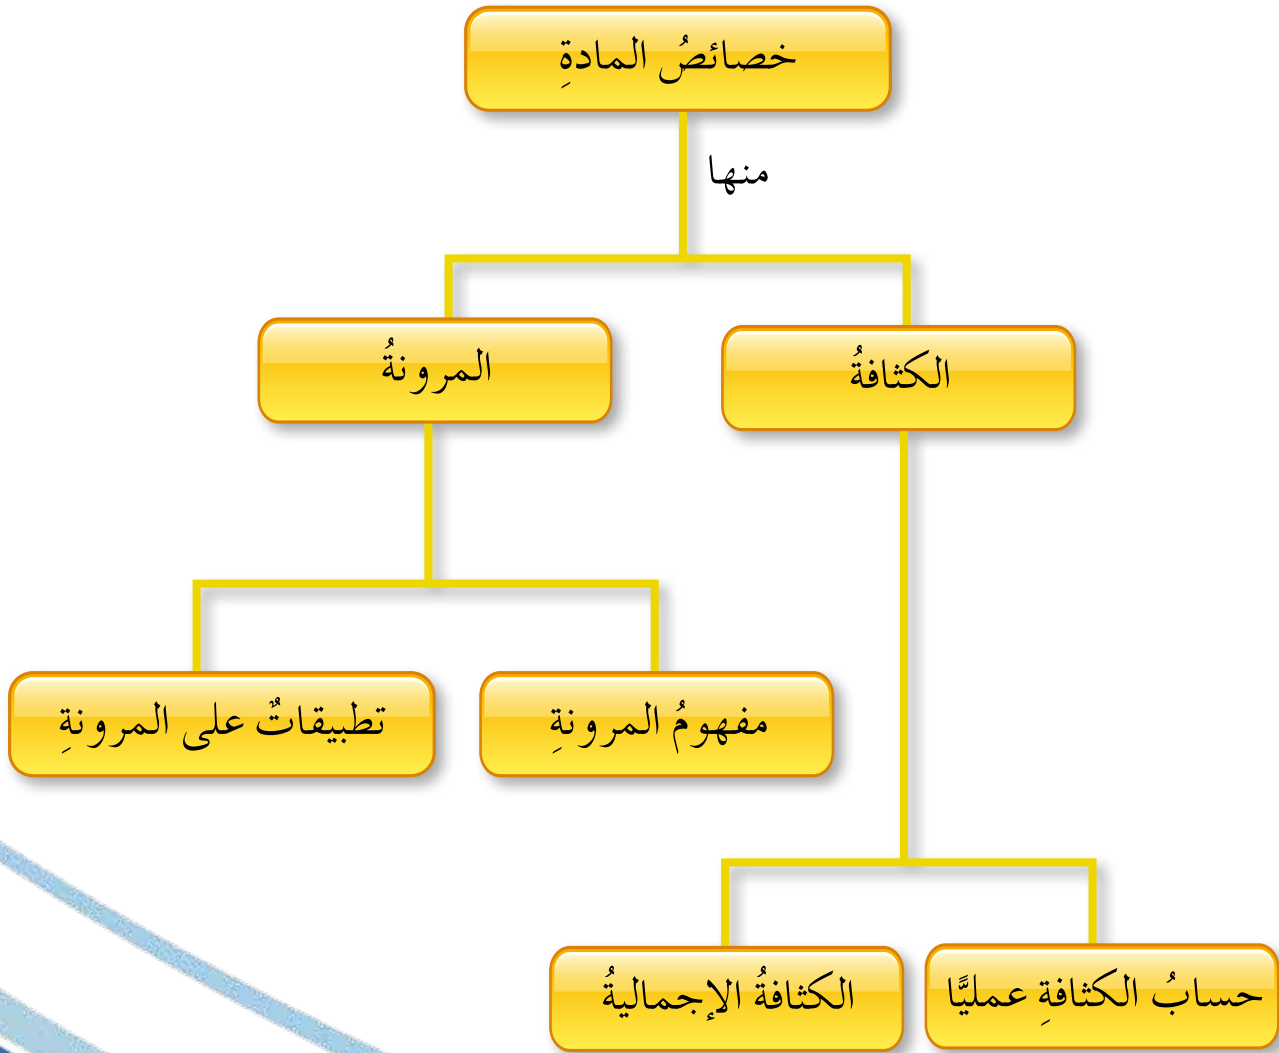 خصائصُ المادةِ
منها
الكثافةُ
المرونةُ
مفهومُ المرونةِ
تطبيقاتٌ على المرونةِ
حسابُ الكثافةِ عمليًّا
الكثافةُ الإجماليةُ